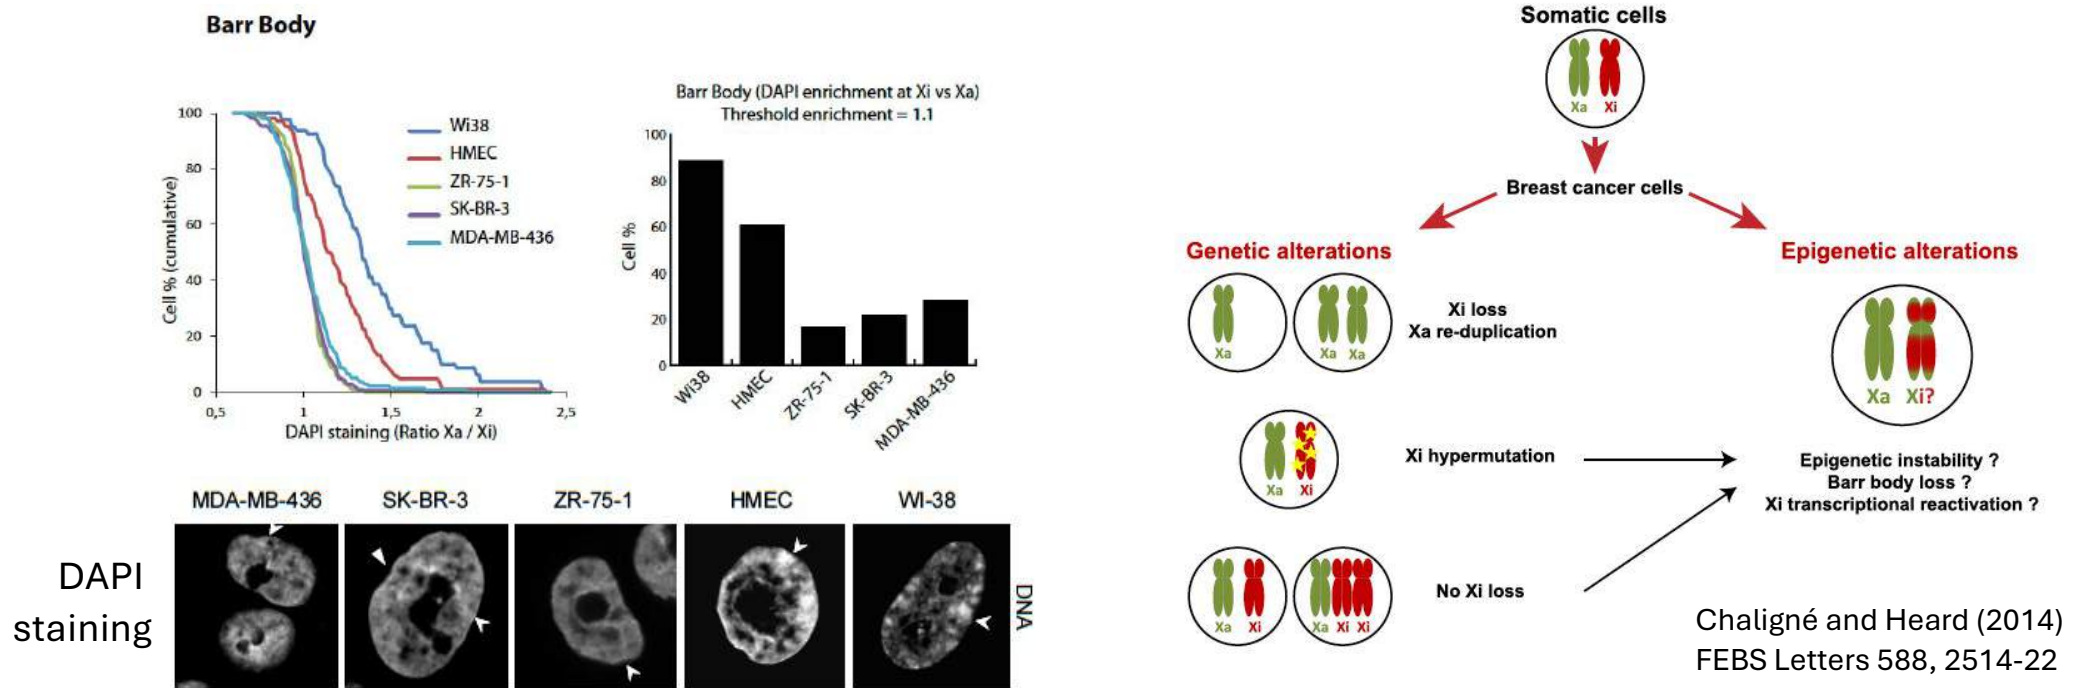 Barr Body
100
80
60
40
20
0
Cell % (cumulative)
0,5
1
1,5
2
2,5
DAPI staining (Ratio Xa / Xi)
Wi38
HMEC
ZR-75-1
SK-BR-3
MDA-MB-436
Barr Body (DAPI enrichment at Xi vs Xa)
Threshold enrichment = 1.1
100
80
60
40
20
0
Cell %
Wi38
HMEC
ZR-75-1
SK-BR-3
MDA-MB-436
MDA-MB-436
SK-BR-3
ZR-75-1
HMEC
WI-38
DAPI
staining
DNA
Somatic cells
Xa Xi
Breast cancer cells
Genetic alterations
Xa
Xa Xa
Xi loss
Xa re-duplication
Xa Xi
Xi hypermutation
Xa Xi
Xa Xi Xi
No Xi loss
Epigenetic alterations
Xa Xi?
Epigenetic instability ?
Barr body loss ?
Xi transcriptional reactivation ?
Chaligné and Heard (2014)
FEBS Letters 588, 2514-22